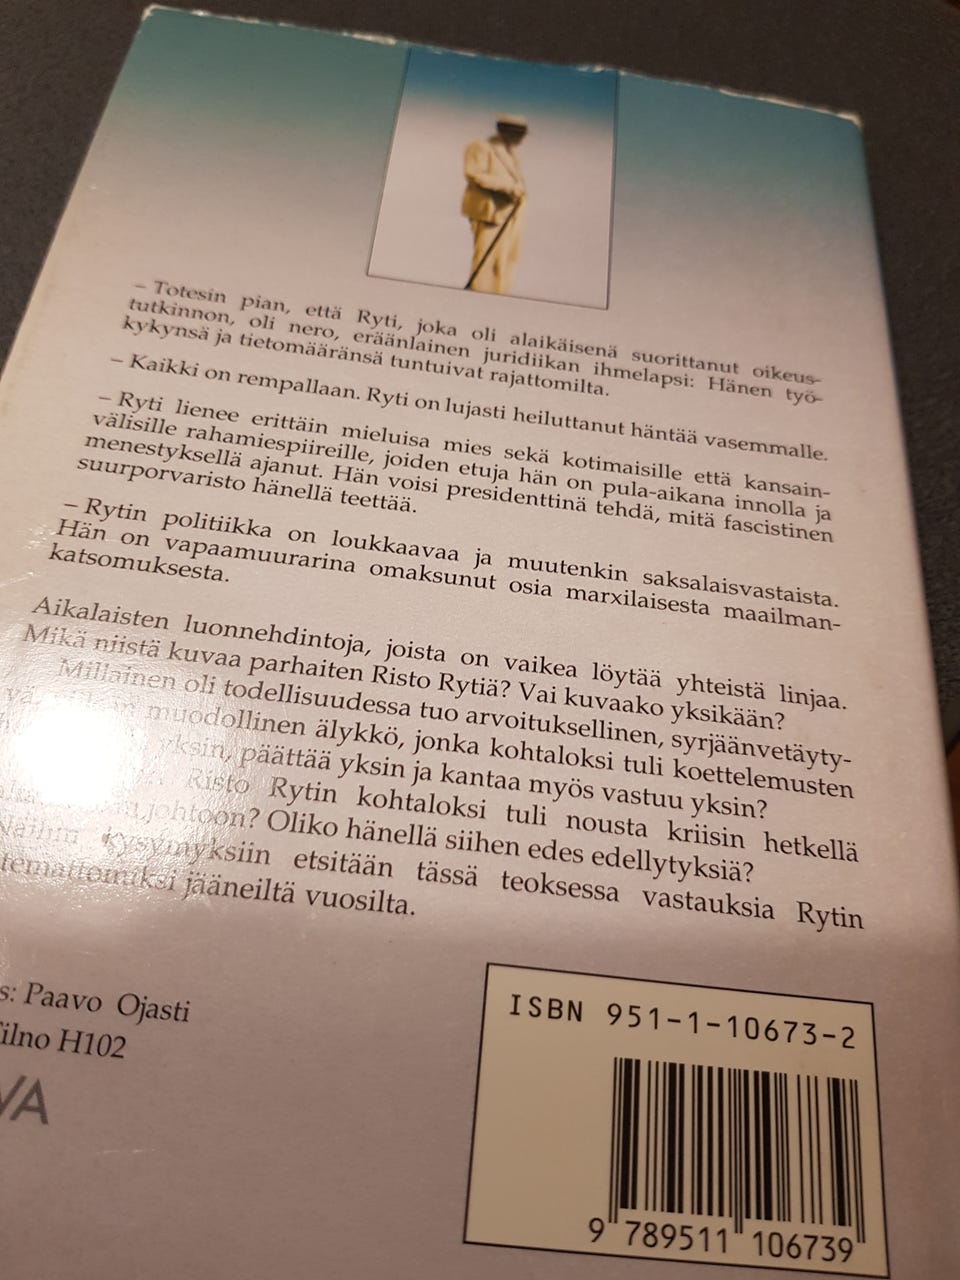 – Totesin pian, että Ryti, joka oli alaikäisenä suorittanut oikeus-
tutkinnon, oli nero, eräänlainen juridiikan ihmelapsi: Hänen työ-
kykynsä ja tietomääränsä tuntuivat rajattomilta.
– Kaikki on rempallaan. Ryti on lujasti heiluttanut häntää vasemmalle.
– Ryti lienee erittäin mieluisa mies sekä kotimaisille että kansain-
välisille rahamiespiireille, joiden etuja hän on pula-aikana innolla ja
menestyksellä ajanut. Hän voisi presidenttinä tehdä, mitä fascistinen
suurporvaristo hänellä teettää.
– Rytin politiikka on loukkaavaa ja muutenkin saksalaisvastaista.
Hän on vapaamuurarina omaksunut osia marxilaisesta maailman-
katsomuksesta.
Aikalaisten luonnehdintoja, joista on vaikea löytää yhteistä linjaa.
Mikä niistä kuvaa parhaiten Risto Rytiä? Vai kuvaako yksikään?
Millainen oli todellisuudessa tuo arvoituksellinen, syrjäänvetäyty-
muodollinen älykkö, jonka kohtaloksi tuli koettelemusten
yksin, päättää yksin ja kantaa myös vastuu yksin?
Risto Rytin kohtaloksi tuli nousta kriisin hetkellä
johtoon? Oliko hänellä siihen edes edellytyksiä?
Näihin kysymyksiin etsitään tässä teoksessa vastauksia Rytin
jääneiltä vuosilta.
s: Paavo Ojasti
ilno H102
VA
ISBN 951-1-10673-2
9 789511 106739